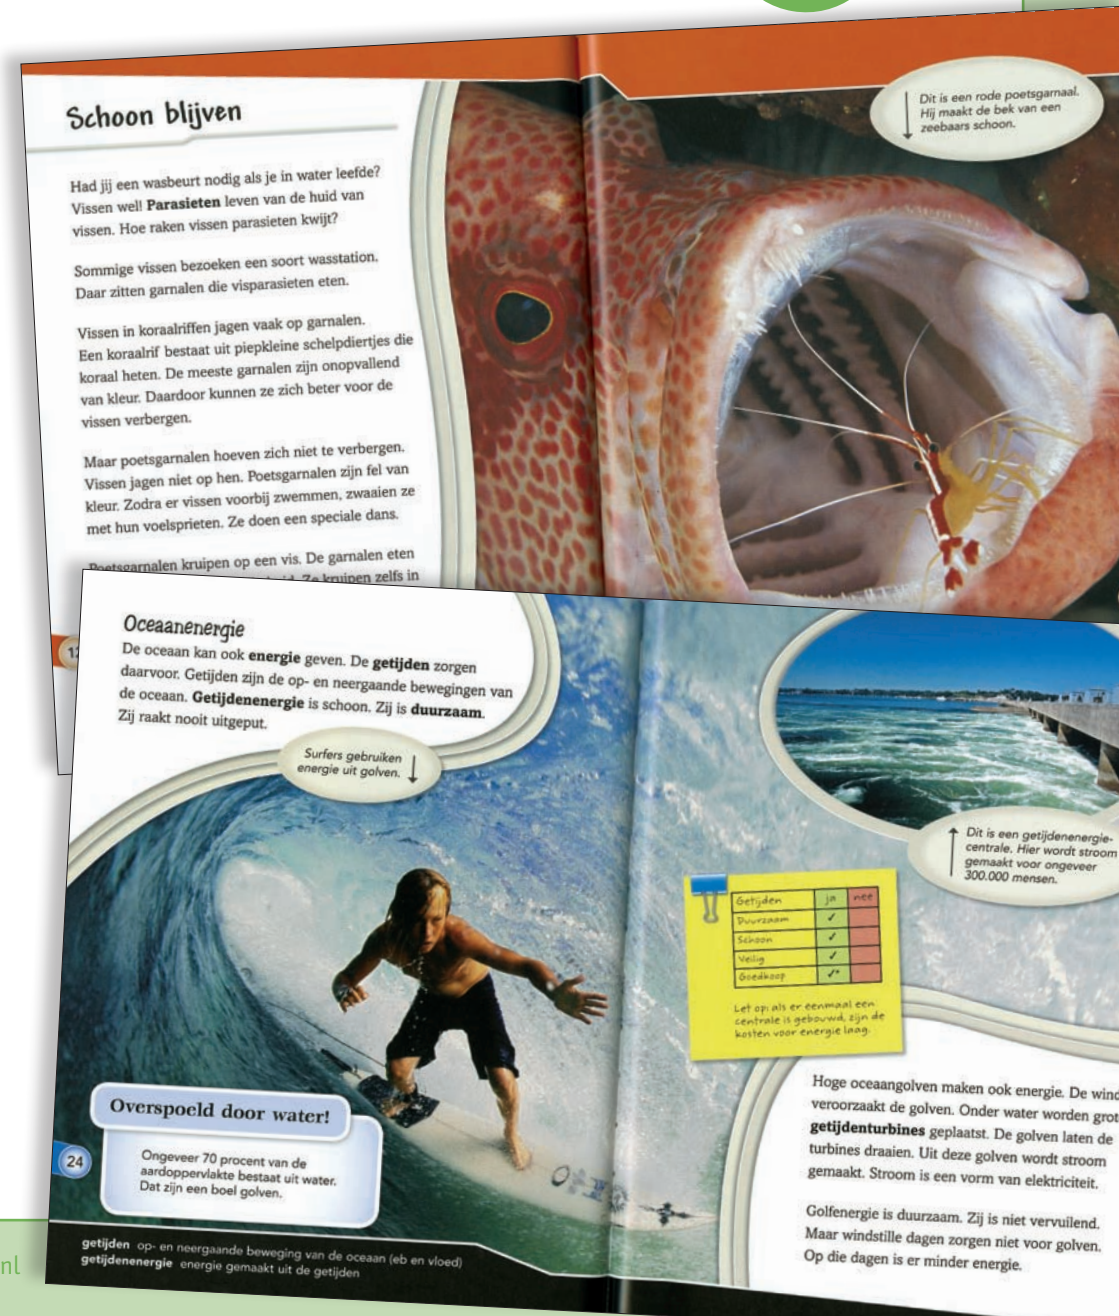 Schoon blijven
Had jij een wasbeurt nodig als je in water leefde?
Vissen wel! Parasieten leven van de huid van
vissen. Hoe raken vissen parasieten kwijt?
Sommige vissen bezoeken een soort wasstation.
Daar zitten garnalen die visparasieten eten.
Vissen in koraalriffen jagen vaak op garnalen.
Een koraalrif bestaat uit piepkleine schelpdiertjes die
koraal heten. De meeste garnalen zijn onopvallend
van kleur. Daardoor kunnen ze zich beter voor de
vissen verbergen.
Maar poetsgarnalen hoeven zich niet te verbergen.
Vissen jagen niet op hen. Poetsgarnalen zijn fel van
kleur. Zodra er vissen voorbij zwemmen, zwaaien ze
met hun voelsprieten. Ze doen een speciale dans.
Poetsgarnalen kruipen op een vis. De garnalen eten
Ze kruipen zelfs in
Dit is een rode poetsgarnaal.
Hij maakt de bek van een
zeebaars schoon.
Oceaanenergie
De oceaan kan ook energie geven. De getijden zorgen
daarvoor. Getijden zijn de op- en neergaande bewegingen van
de oceaan. Getijdenenergie is schoon. Zij is duurzaam.
Zij raakt nooit uitgeput.
Surfers gebruiken
energie uit golven.
Dit is een getijdenenergie-
centrale. Hier wordt stroom
gemaakt voor ongeveer
300.000 mensen.
Getijden ja nee
Duurzaam ✓
Schoon ✓
Veilig ✓
Goedkoop ✓*
Let op: als er eenmaal een
centrale is gebouwd, zijn de
kosten voor energie laag.
Overspoeld door water!
Ongeveer 70 procent van de
aardoppervlakte bestaat uit water.
Dat zijn een boel golven.
24
Hoge oceaangolven maken ook energie. De wind
veroorzaakt de golven. Onder water worden grot
getijdenturbines geplaatst. De golven laten de
turbines draaien. Uit deze golven wordt stroom
gemaakt. Stroom is een vorm van elektriciteit.
Golfenergie is duurzaam. Zij is niet vervuilend.
Maar windstille dagen zorgen niet voor golven.
Op die dagen is er minder energie.
getijden op- en neergaande beweging van de oceaan (eb en vloed)
getijdenenergie energie gemaakt uit de getijden
nl